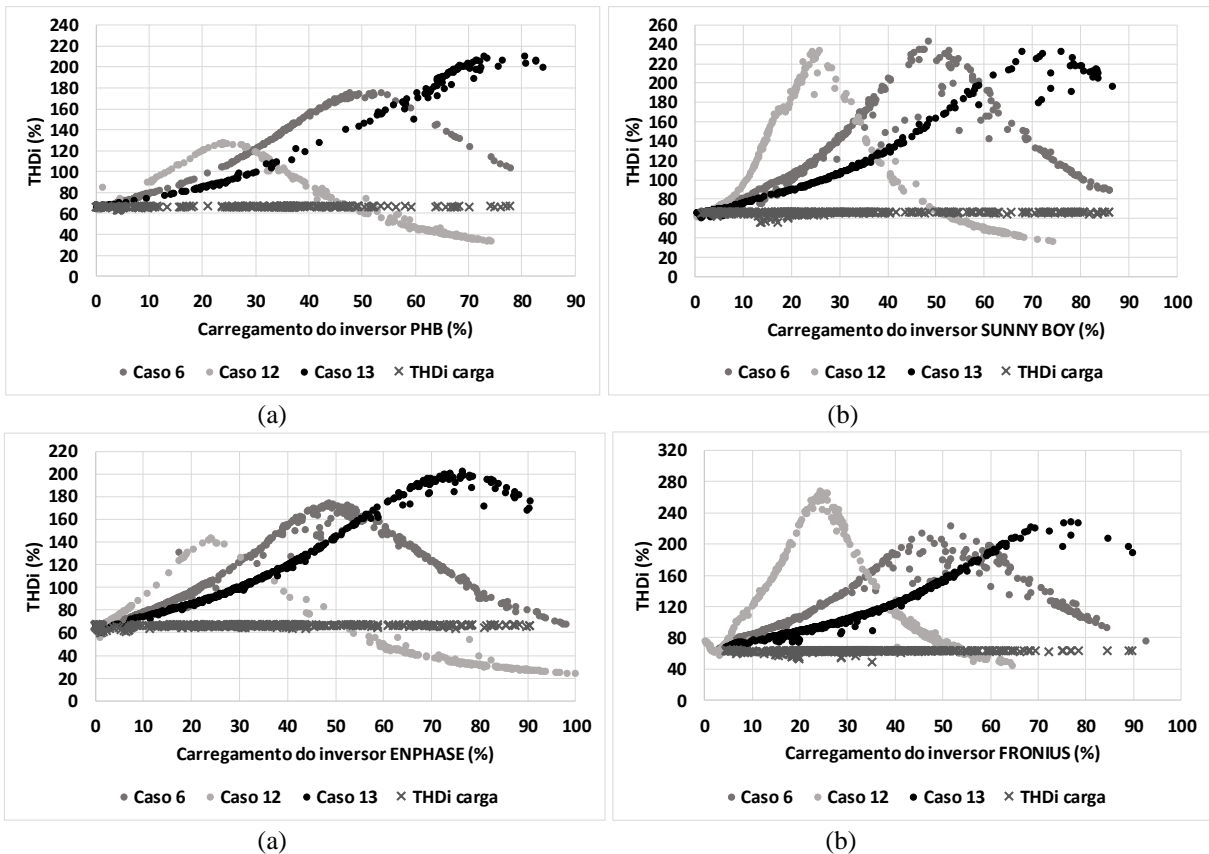 THDi (%)
240
220
200
180
160
140
120
100
80
60
40
20
0
0 10 20 30 40 50 60 70 80 90
Carregamento do inversor PHB (%)
● Caso 6 ● Caso 12 ● Caso 13 × THDi carga
(a)
THDi (%)
260
240
220
200
180
160
140
120
100
80
60
40
20
0
0 10 20 30 40 50 60 70 80 90 100
Carregamento do inversor SUNNY BOY (%)
● Caso 6 ● Caso 12 ● Caso 13 × THDi carga
(b)
THDi (%)
220
200
180
160
140
120
100
80
60
40
20
0
0 10 20 30 40 50 60 70 80 90 100
Carregamento do inversor ENPHASE (%)
● Caso 6 ● Caso 12 ● Caso 13 × THDi carga
(a)
THDi (%)
320
280
240
200
160
120
80
40
0
0 10 20 30 40 50 60 70 80 90 100
Carregamento do inversor FRONIUS (%)
● Caso 6 ● Caso 12 ● Caso 13 × THDi carga
(b)